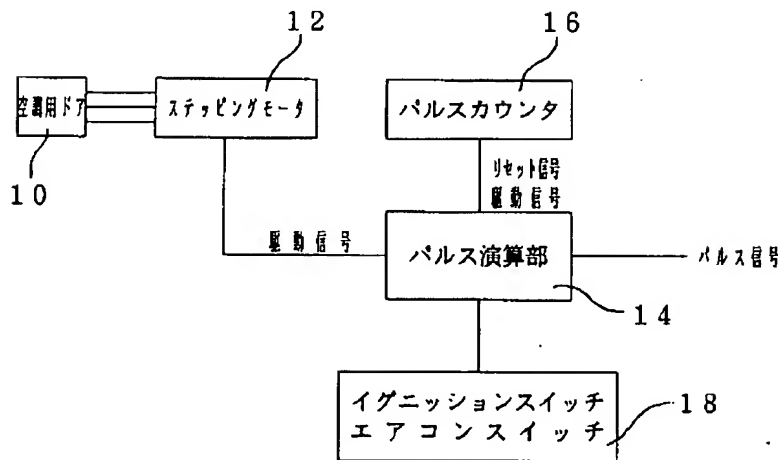 12
16
空調用ドア
ステッピングモータ
パルスカウンタ
10
リセット信号
駆動信号
駆動信号
パルス演算部
パルス信号
14
イグニッションスイッチ
エアコンスイッチ
18